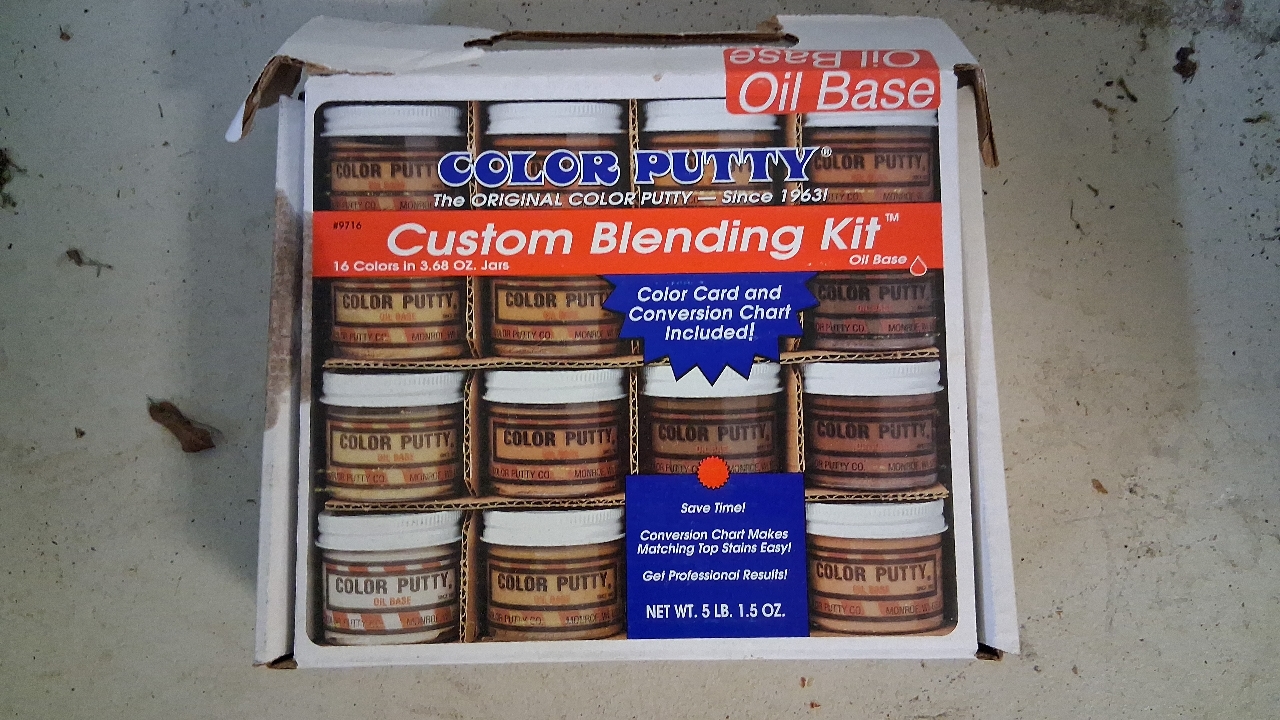 Oil Base
Oil Base
COLOR PUTTY®
The ORIGINAL COLOR PUTTY — Since 1963!
#9716
Custom Blending Kit™
16 Colors in 3.68 OZ. Jars
Oil Base
Color Card and
Conversion Chart
Included!
COLOR PUTTY
COLOR PUTT
COLOR PUTTY
COLOR PUTTY
COLOR PUTTY
COLOR PUTTY
COLOR PUTTY
COLOR PUTTY
Save Time!
Conversion Chart Makes
Matching Top Stains Easy!
Get Professional Results!
NET WT. 5 LB. 1.5 OZ.
COLOR PUTTY
OIL BASE
COLOR PUTTY
COLOR PUTTY